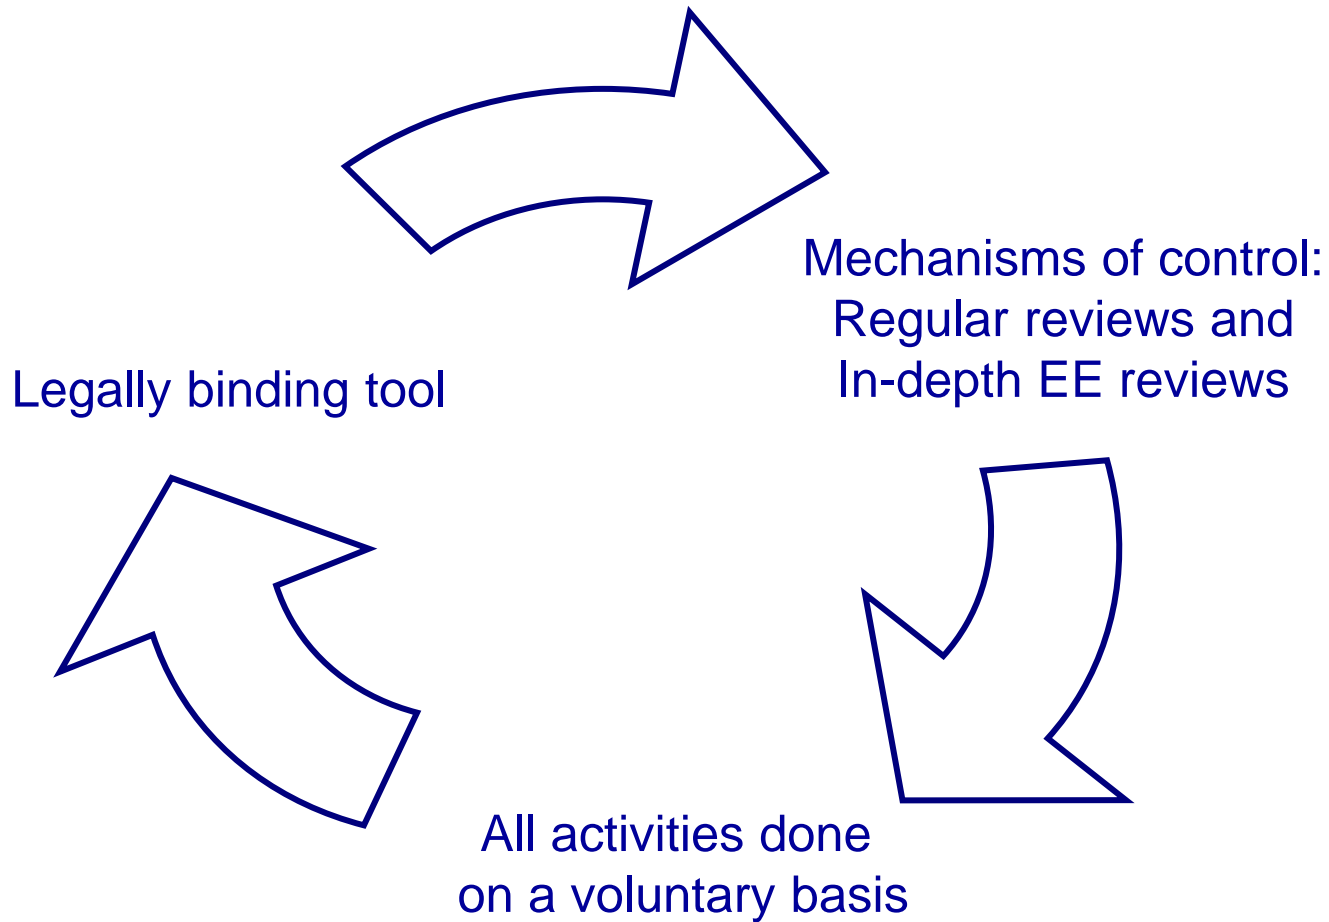 Mechanisms of control:
Regular reviews and
In-depth EE reviews
Legally binding tool
All activities done
on a voluntary basis